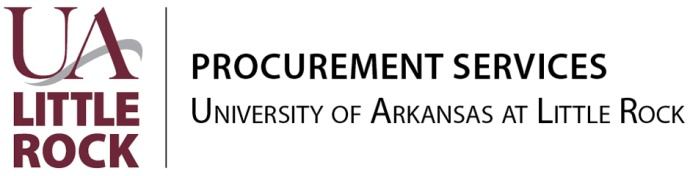 UA
LITTLE
ROCK
PROCUREMENT SERVICES
UNIVERSITY OF ARKANSAS AT LITTLE ROCK